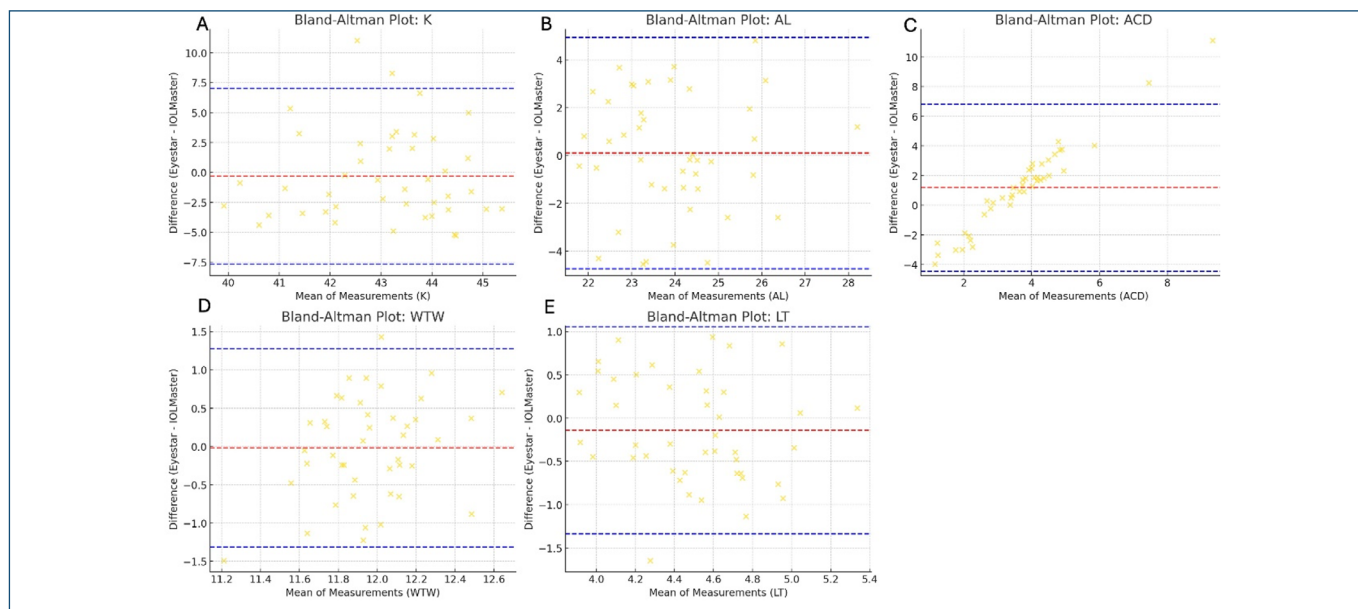 A
Bland-Altman Plot: K
Difference (Eyestar - IOLMaster)
10.0
7.5
5.0
2.5
0.0
−2.5
−5.0
−7.5
40 41 42 43 44 45
Mean of Measurements (K)
B
Bland-Altman Plot: AL
Difference (Eyestar - IOLMaster)
4
2
0
−2
−4
22 23 24 25 26 27 28
Mean of Measurements (AL)
C
Bland-Altman Plot: ACD
Difference (Eyestar - IOLMaster)
10
8
6
4
2
0
−2
−4
2 4 6 8
Mean of Measurements (ACD)
D
Bland-Altman Plot: WTW
Difference (Eyestar - IOLMaster)
1.5
1.0
0.5
0.0
−0.5
−1.0
−1.5
11.2 11.4 11.6 11.8 12.0 12.2 12.4 12.6
Mean of Measurements (WTW)
E
Bland-Altman Plot: LT
Difference (Eyestar - IOLMaster)
1.0
0.5
0.0
−0.5
−1.0
−1.5
4.0 4.2 4.4 4.6 4.8 5.0 5.2 5.4
Mean of Measurements (LT)